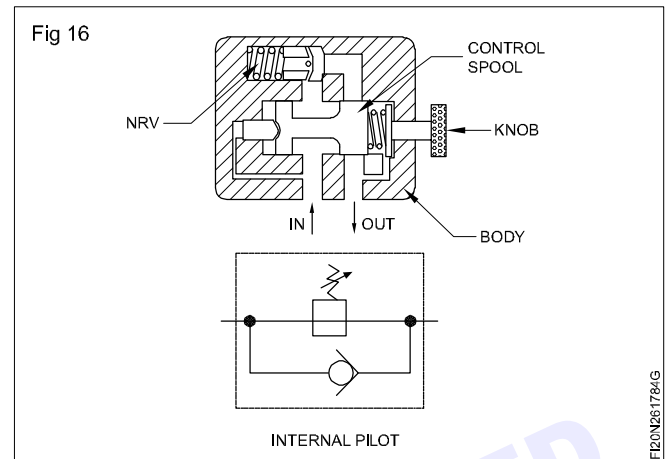 Fig 16
CONTROL
SPOOL
NRV
KNOB
IN
OUT
BODY
INTERNAL PILOT
FI20N261784G